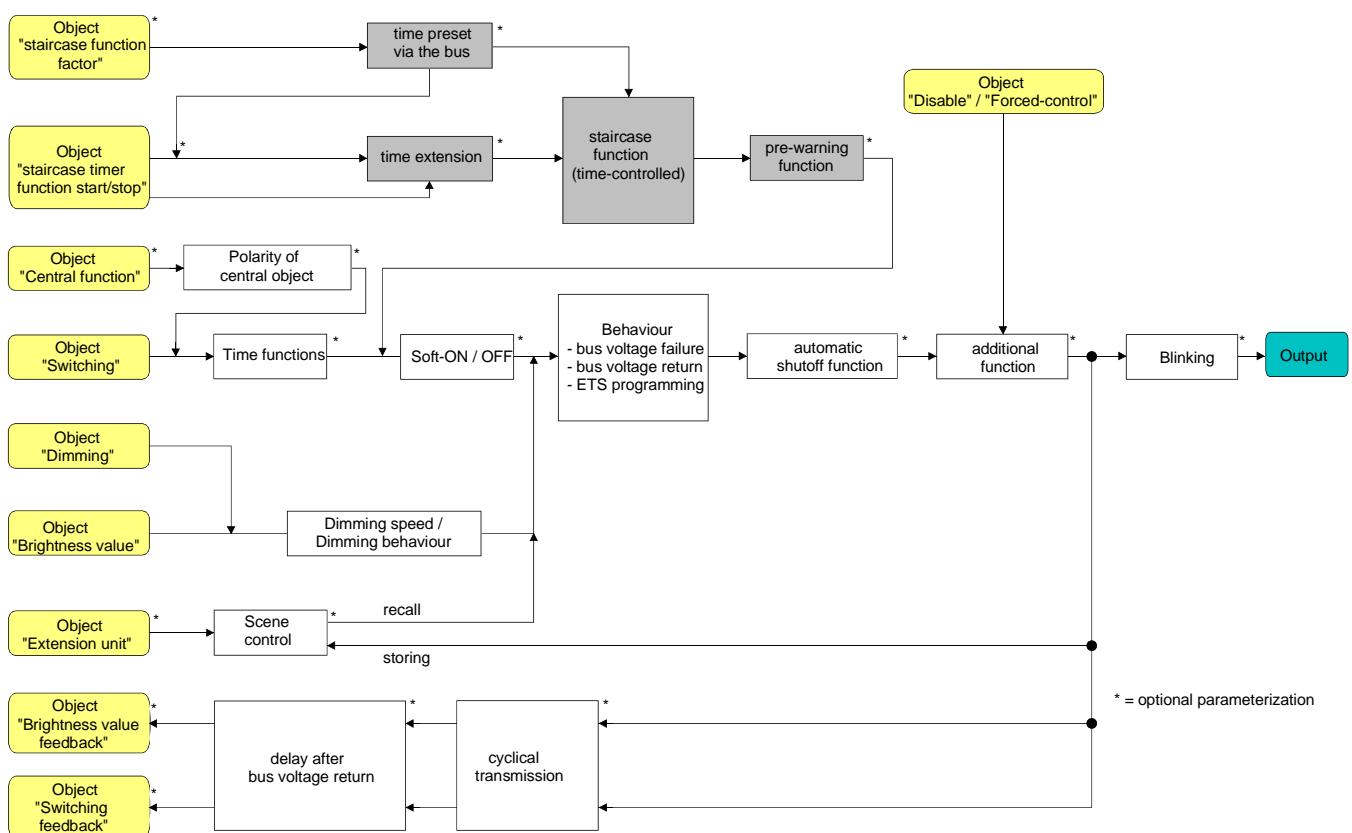 Object
"staircase function
factor"
*
time preset
via the bus
*
Object
"Disable" / "Forced-control"
Object
"staircase timer
function start/stop"
*
time extension
*
staircase
function
(time-controlled)
pre-warning
function
*
Object
"Central function"
*
Polarity of
central object
*
Object
"Switching"
Time functions
*
Soft-ON / OFF
*
Behaviour
- bus voltage failure
- bus voltage return
- ETS programming
automatic
shutoff function
*
additional
function
*
Blinking
*
Output
Object
"Dimming"
Object
"Brightness value"
Dimming speed /
Dimming behaviour
Object
"Extension unit"
*
Scene
control
*
recall
storing
Object
"Brightness value
feedback"
*
delay after
bus voltage return
*
cyclical
transmission
*
* = optional parameterization
Object
"Switching
feedback"
*